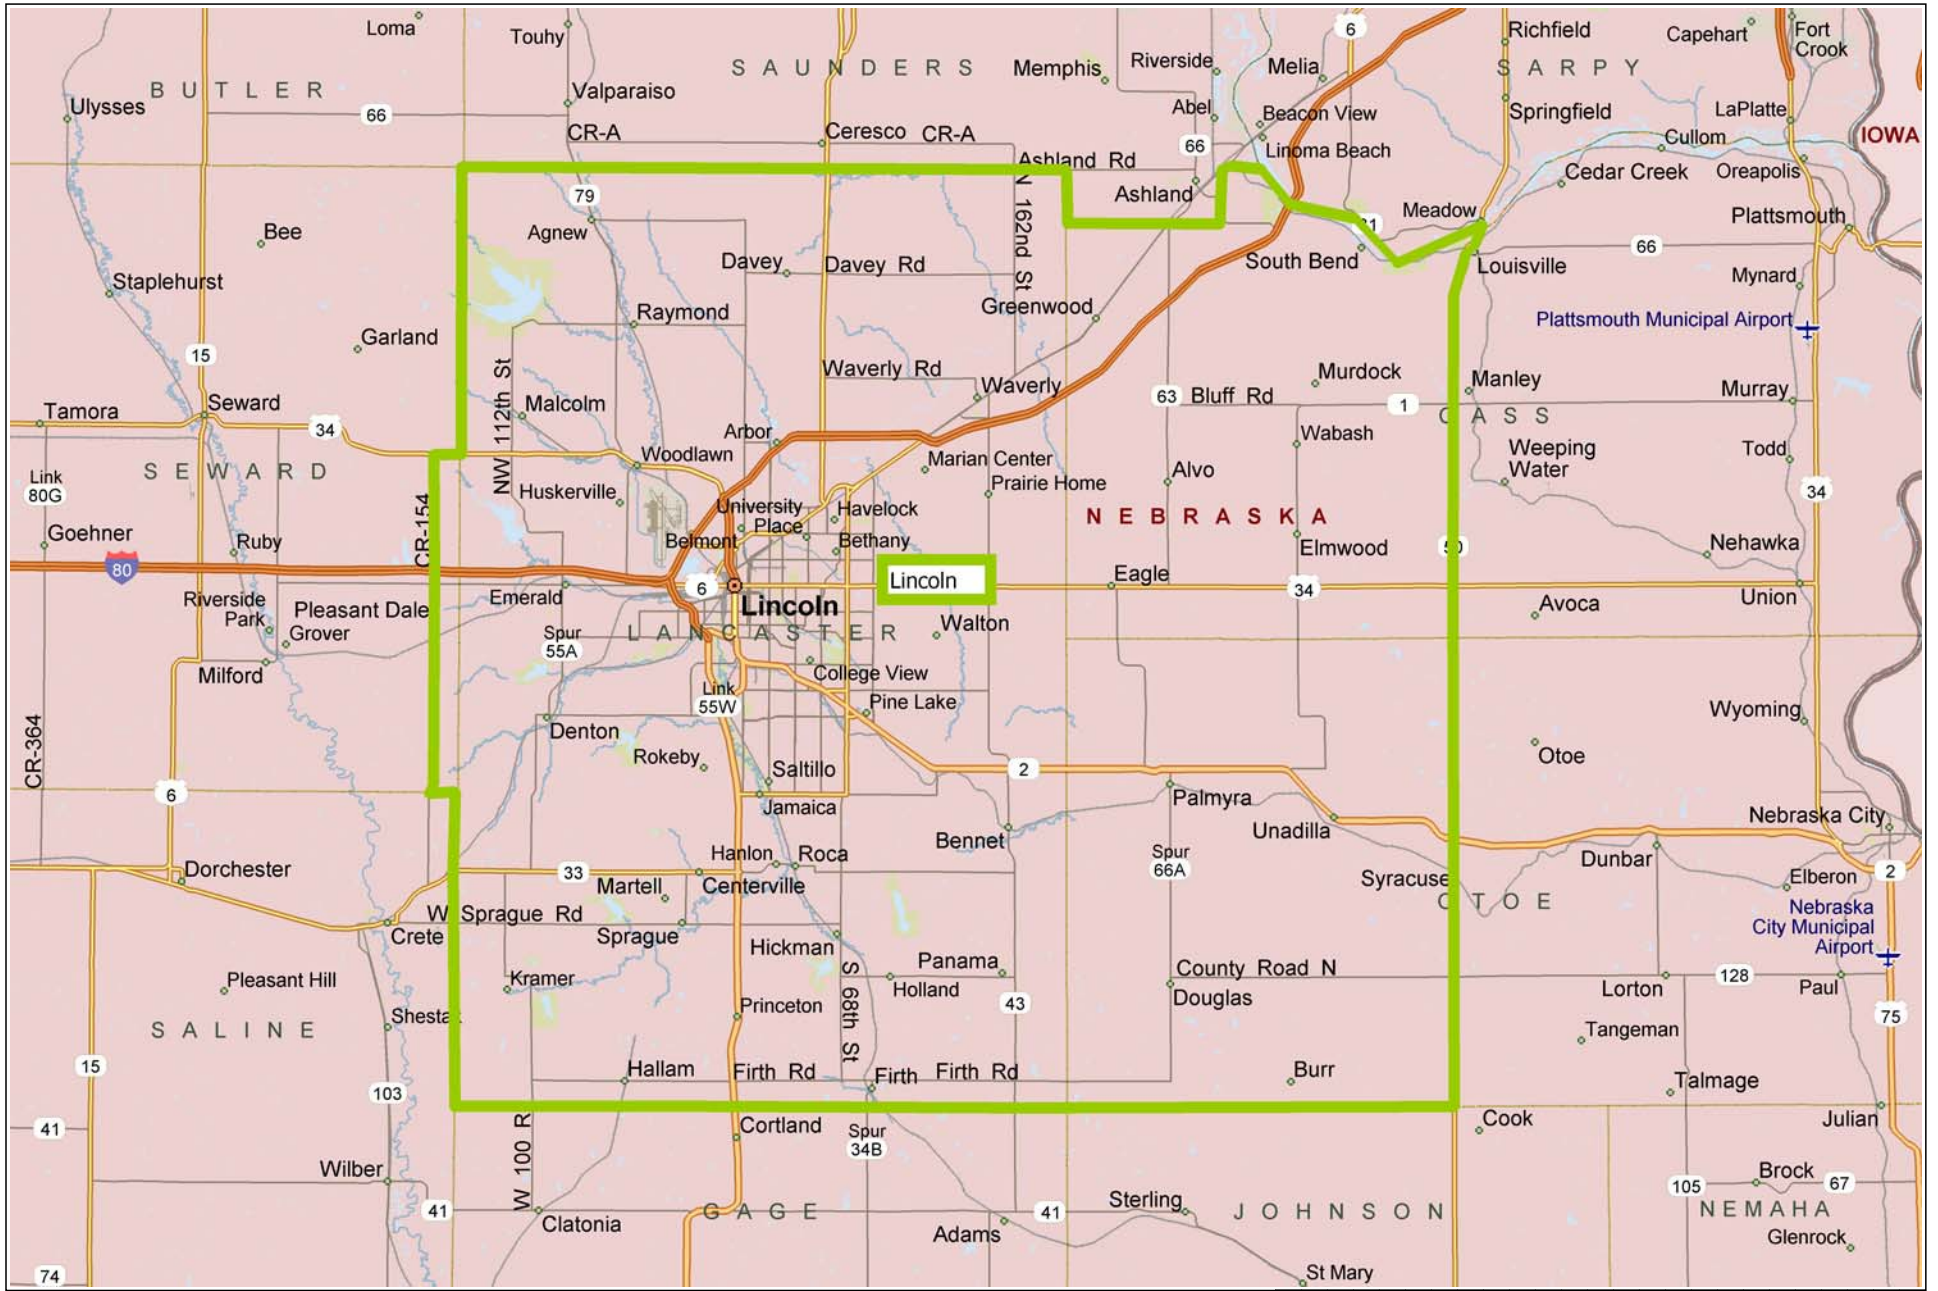 Loma
Touhy
6
Richfield
Capehart
Fort
Crook
BUTLER
SAUNDERS
Memphis
Riverside
Melia
SARPY
Ulysses
Valparaiso
Abel
Beacon View
Springfield
LaPlatte
66
CR-A
Ceresco
CR-A
66
Linoma Beach
Cullom
IOWA
Ashland Rd
Ashland
Cedar Creek
Oreapolis
79
N 162nd St
Meadow
31
Plattsmouth
Bee
Agnew
66
Davey
Davey Rd
South Bend
Louisville
Mynard
Staplehurst
Greenwood
Raymond
Plattsmouth Municipal Airport
Garland
15
Waverly Rd
Waverly
Murdock
Manley
Murray
NW 112th St
63
Bluff Rd
1
CASS
Tamora
Seward
34
Malcolm
Arbor
Wabash
Weeping
Water
Todd
SEWARD
Woodlawn
Marian Center
Alvo
Link
80G
Huskerville
Prairie Home
34
CR-154
University
Place
Havelock
NEBRASKA
Goehner
Ruby
Belmont
Bethany
Elmwood
50
Nehawka
80
6
Lincoln
Lincoln
Eagle
34
Union
Riverside
Park
Pleasant Dale
Emerald
Avoca
Grover
Spur
55A
LANCASTER
Walton
Milford
College View
Link
55W
Pine Lake
Wyoming
CR-364
Denton
Rokeby
Saltillo
Otoe
2
6
Jamaica
Palmyra
Bennet
Unadilla
Nebraska City
Hanlon
Roca
Spur
66A
Dunbar
Dorchester
33
Martell
Centerville
Syracuse
OTOE
Elberon
2
W Sprague Rd
Crete
Sprague
Hickman
Nebraska
City Municipal
Airport
Pleasant Hill
Kramer
Panama
Holland
County Road N
Douglas
128
Lorton
Paul
SALINE
Shestak
Princeton
S 68th St
43
75
Tangeman
15
Hallam
Firth Rd
Firth
Firth Rd
Burr
Talmage
103
41
W 100 R
Cortland
Spur
34B
Cook
Julian
Wilber
Brock
105
67
41
Clatonia
GAGE
Adams
41
Sterling
JOHNSON
NEMAHA
Glenrock
74
St Mary